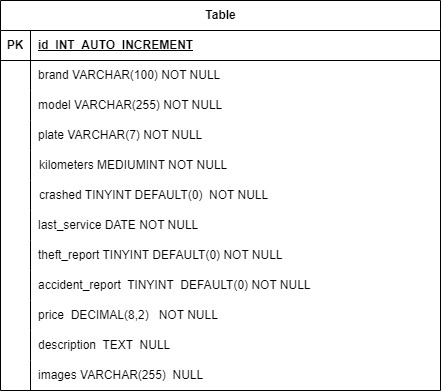 Table
PK id INT AUTO_INCREMENT
brand VARCHAR(100) NOT NULL
model VARCHAR(255) NOT NULL
plate VARCHAR(7) NOT NULL
kilometers MEDIUMINT NOT NULL
crashed TINYINT DEFAULT(0) NOT NULL
last_service DATE NOT NULL
theft_report TINYINT DEFAULT(0) NOT NULL
accident_report TINYINT DEFAULT(0) NOT NULL
price DECIMAL(8,2) NOT NULL
description TEXT NULL
images VARCHAR(255) NULL